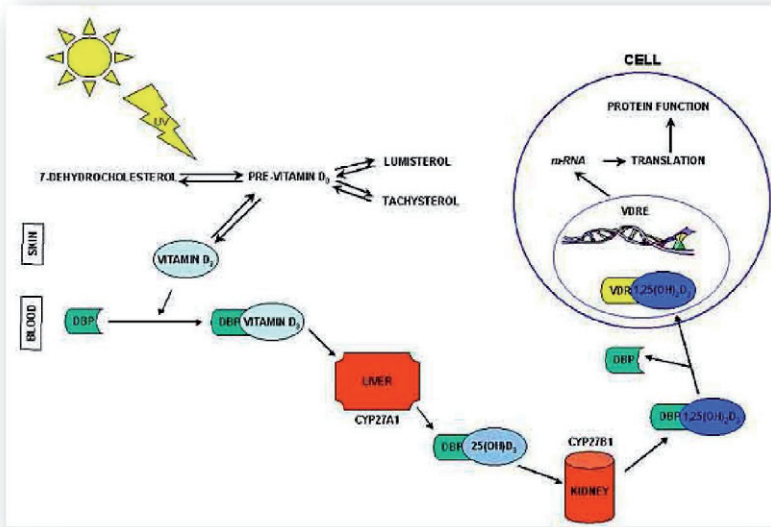 CELL
PROTEIN FUNCTION
UV
LUMISTEROL
7-DEHYDROCHOLESTEROL
PRE-VITAMIN D3
m-RNA
TRANSLATION
TACHYSTEROL
VDRE
SKIN
VITAMIN D3
VDR
1,25(OH)2D3
BLOOD
DBP
DBP
VITAMIN D3
DBP
LIVER
CYP27A1
DBP
1,25(OH)2D3
DBP
25(OH)D3
CYP27B1
KIDNEY